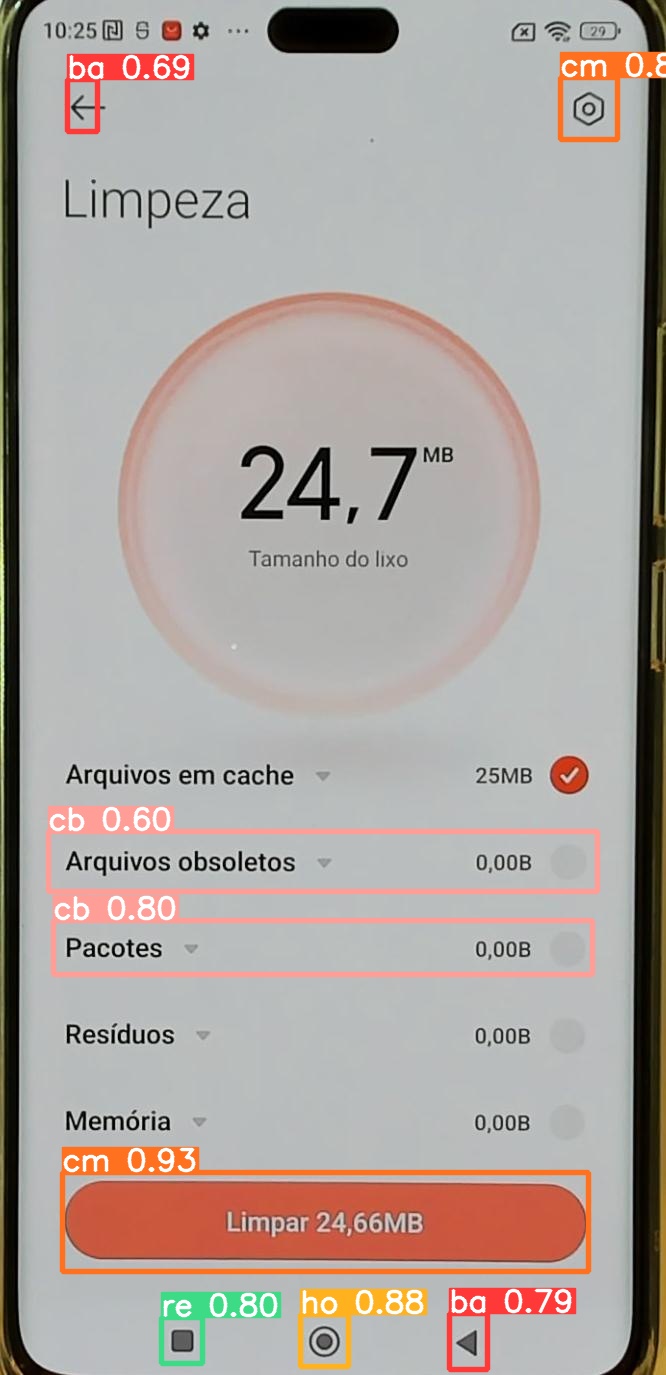 10:25 29
ba 0.69
cm 0.8
Limpeza
24,7 MB
Tamanho do lixo
Arquivos em cache 25MB
cb 0.60
Arquivos obsoletos 0,00B
cb 0.80
Pacotes 0,00B
Resíduos 0,00B
Memória 0,00B
cm 0.93
Limpar 24,66MB
re 0.80 ho 0.88 ba 0.79